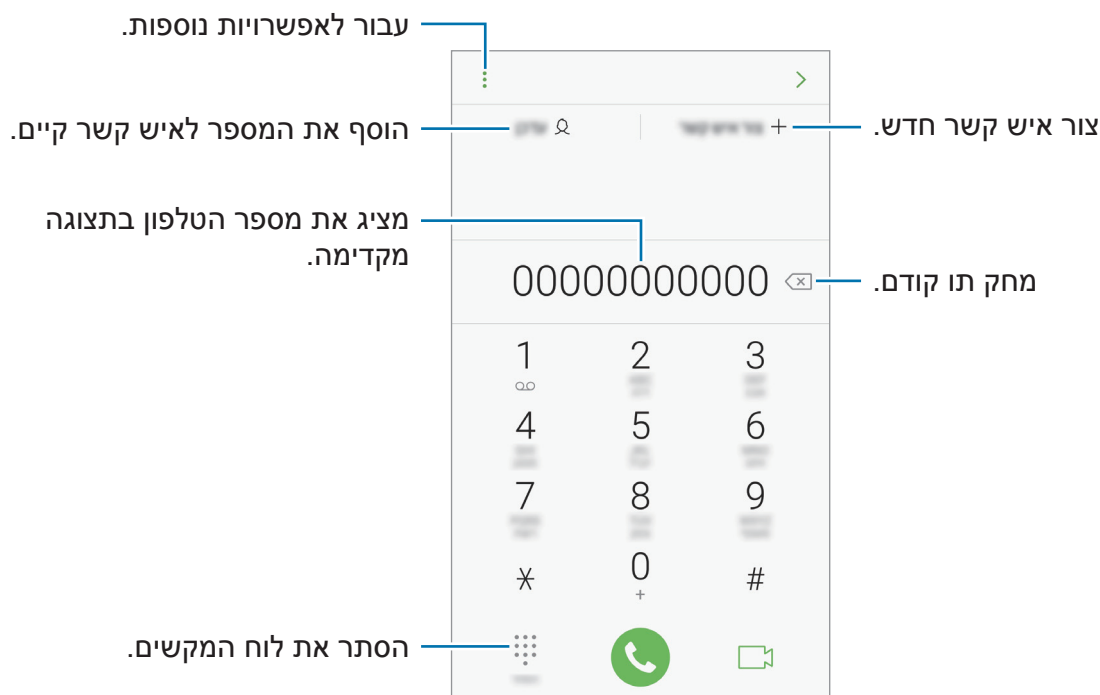 עבור לאפשרויות נוספות.
צור איש קשר חדש.
הוסף את המספר לאיש קשר קיים.
מציג את מספר הטלפון בתצוגה
מקדימה.
00000000000
מחק תו קודם.
1 2 3
4 5 6
7 8 9
* 0 #
+
הסתר את לוח המקשים.